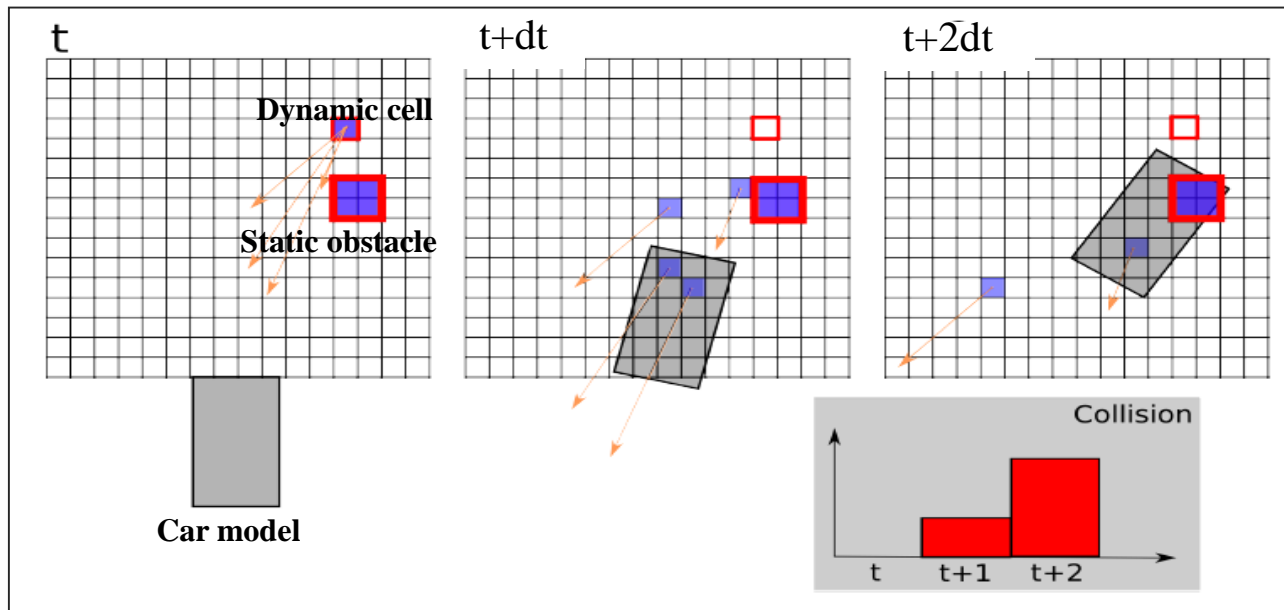 t
t+dt
t+2dt
Dynamic cell
Static obstacle
Car model
Collision
t
t+1
t+2